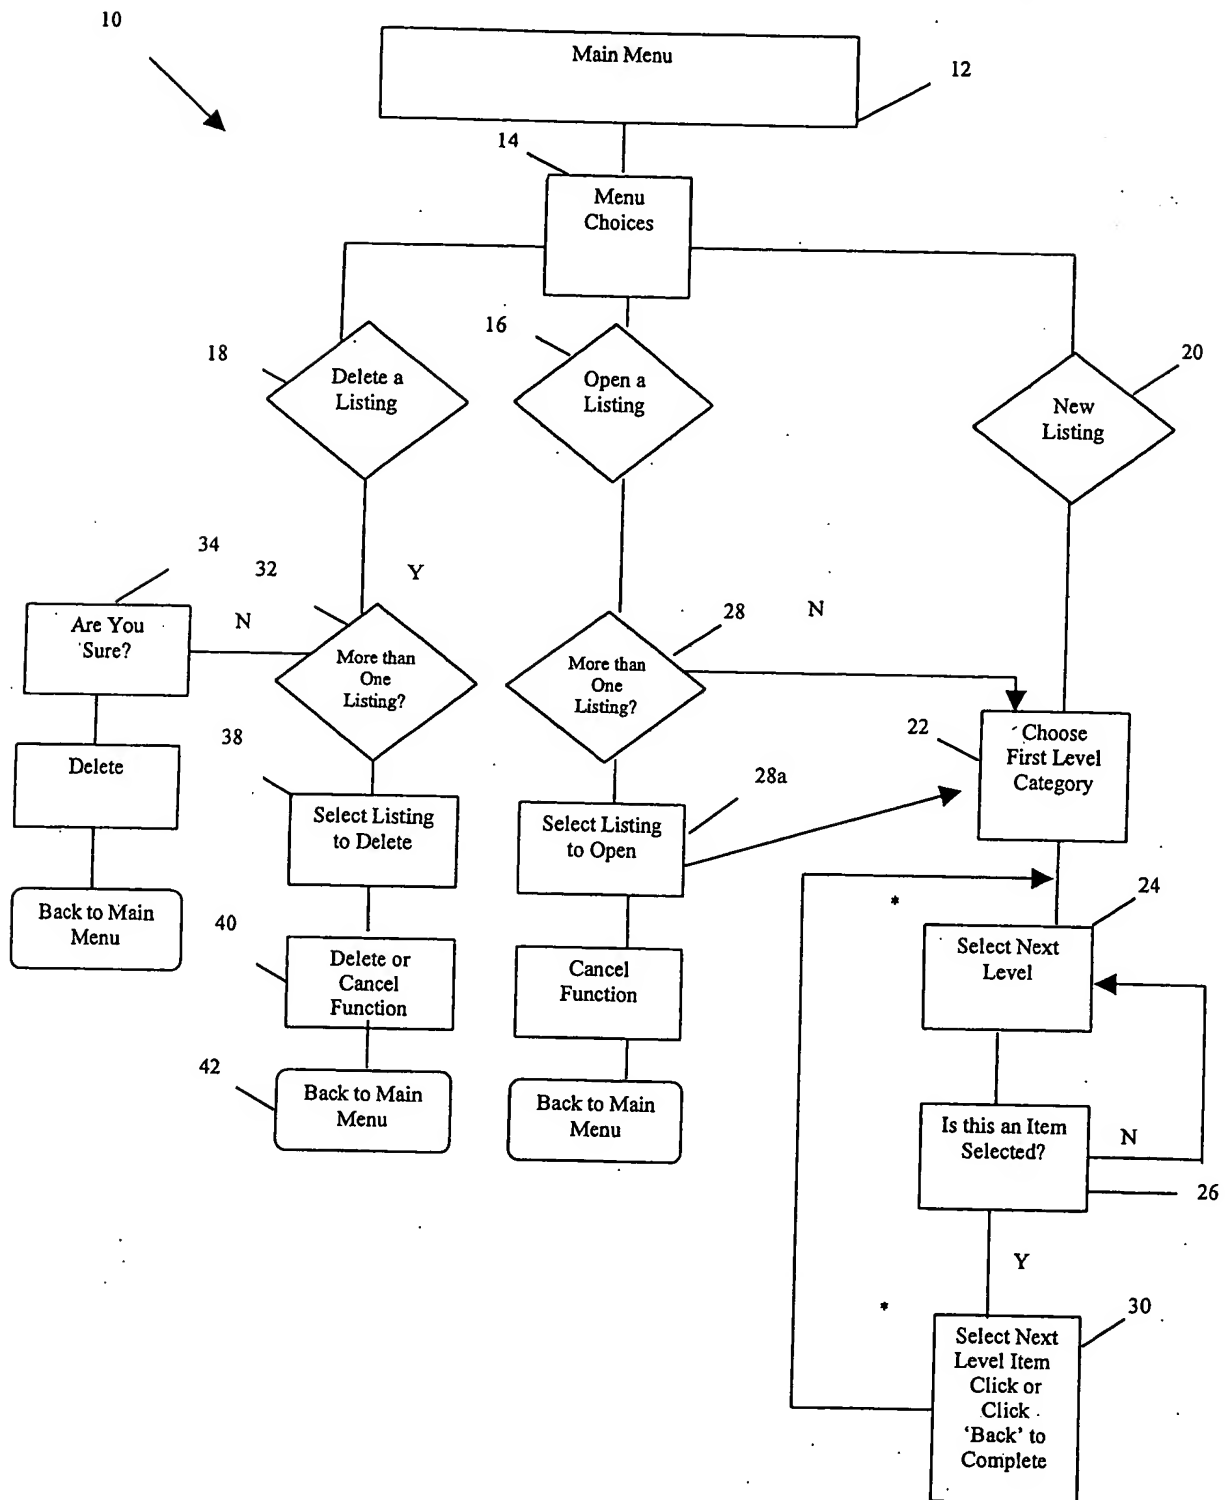 10
Main Menu
12
14
Menu
Choices
18
Delete a
Listing
16
Open a
Listing
20
New
Listing
34
Are You
Sure?
N
32
Y
More than
One
Listing?
28
N
More than
One
Listing?
22
Choose
First Level
Category
Delete
38
Select Listing
to Delete
28a
Select Listing
to Open
Back to Main
Menu
40
Delete or
Cancel
Function
Cancel
Function
*
24
Select Next
Level
42
Back to Main
Menu
Back to Main
Menu
Is this an Item
Selected?
N
26
Y
*
30
Select Next
Level Item
Click or
Click
'Back' to
Complete